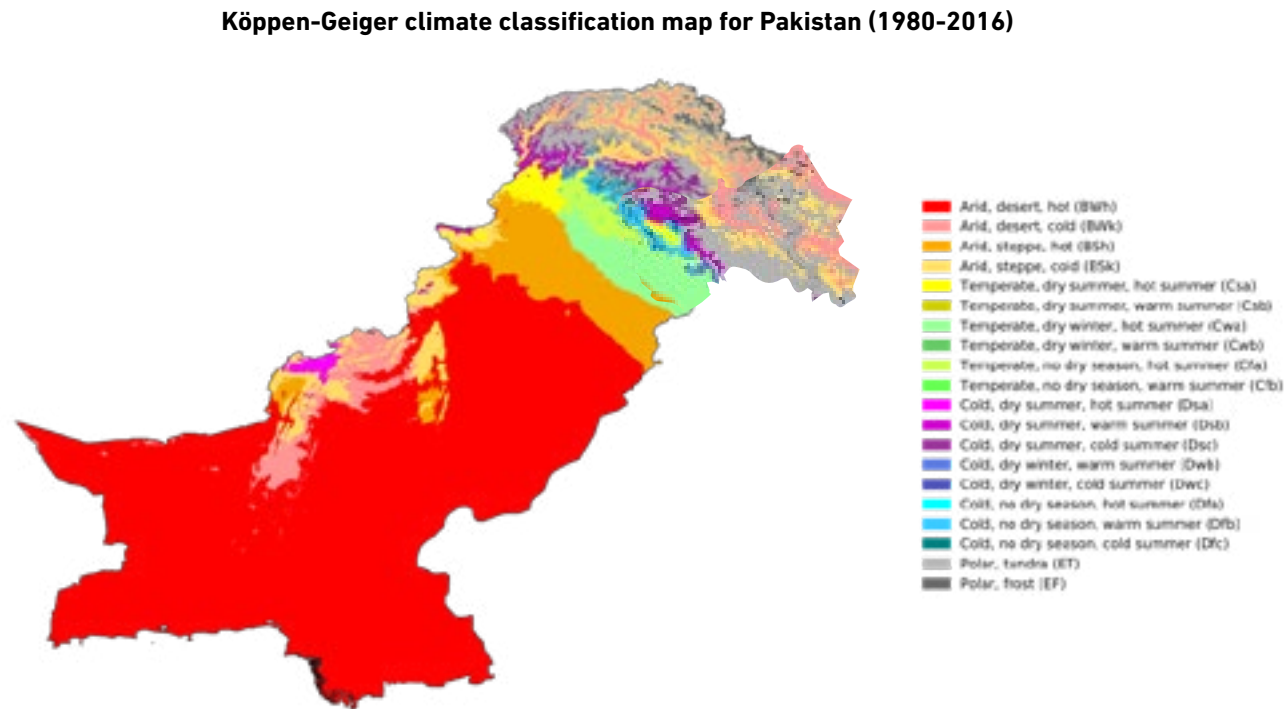 Köppen-Geiger climate classification map for Pakistan (1980-2016)
Arid, desert, hot (BWh)
Arid, desert, cold (BWk)
Arid, steppe, hot (BSh)
Arid, steppe, cold (BSk)
Temperate, dry summer, hot summer (Csa)
Temperate, dry summer, warm summer (Csb)
Temperate, dry winter, hot summer (Cwa)
Temperate, dry winter, warm summer (Cwb)
Temperate, no dry season, hot summer (Cfa)
Temperate, no dry season, warm summer (Cfb)
Cold, dry summer, hot summer (Dsa)
Cold, dry summer, warm summer (Dsb)
Cold, dry summer, cold summer (Dsc)
Cold, dry winter, warm summer (Dwb)
Cold, dry winter, cold summer (Dwc)
Cold, no dry season, hot summer (Dfa)
Cold, no dry season, warm summer (Dfb)
Cold, no dry season, cold summer (Dfc)
Polar, tundra (ET)
Polar, frost (EF)